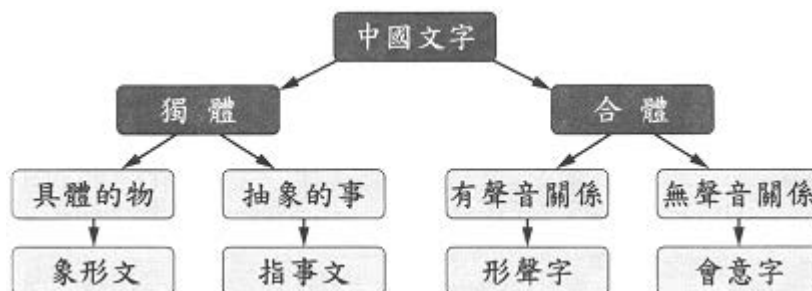 中國文字
獨體
合體
具體的物
抽象的事
有聲音關係
無聲音關係
象形文
指事文
形聲字
會意字